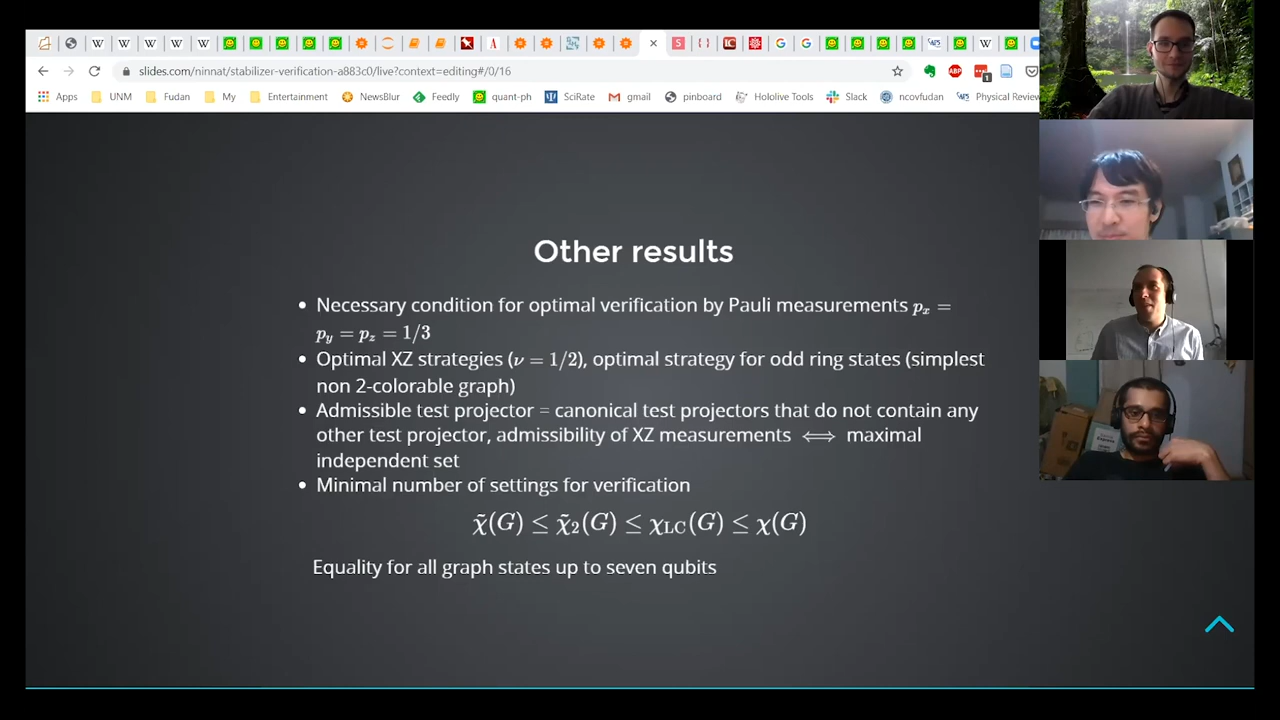 slides.com/ninnat/stabilizer-verification-a883c0/live?context=editing#/0/16
Apps UNM Fudan My Entertainment NewsBlur Feedly quant-ph SciRate gmail pinboard Hololive Tools Slack ncovfudan Physical Review
Other results
• Necessary condition for optimal verification by Pauli measurements pₓ =
p_y = p_z = 1/3
• Optimal XZ strategies (ν = 1/2), optimal strategy for odd ring states (simplest
non 2-colorable graph)
• Admissible test projector = canonical test projectors that do not contain any
other test projector, admissibility of XZ measurements ⟺ maximal
independent set
• Minimal number of settings for verification
χ̃(G) ≤ χ̃₂(G) ≤ χ_LC(G) ≤ χ(G)
Equality for all graph states up to seven qubits